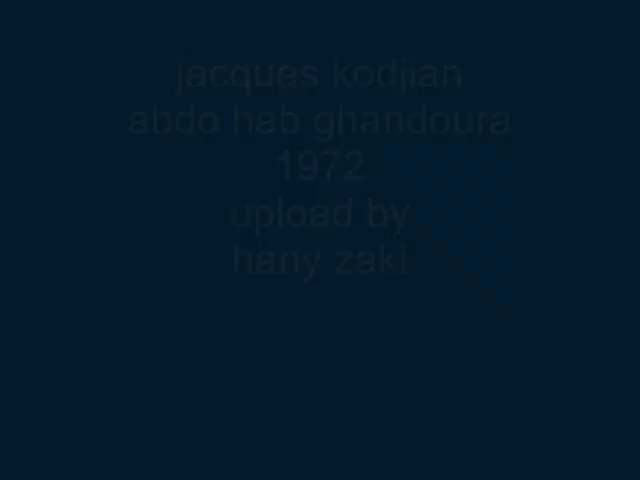 jacques kodjian
abdo hab ghandoura
1972
upload by
hany zaki